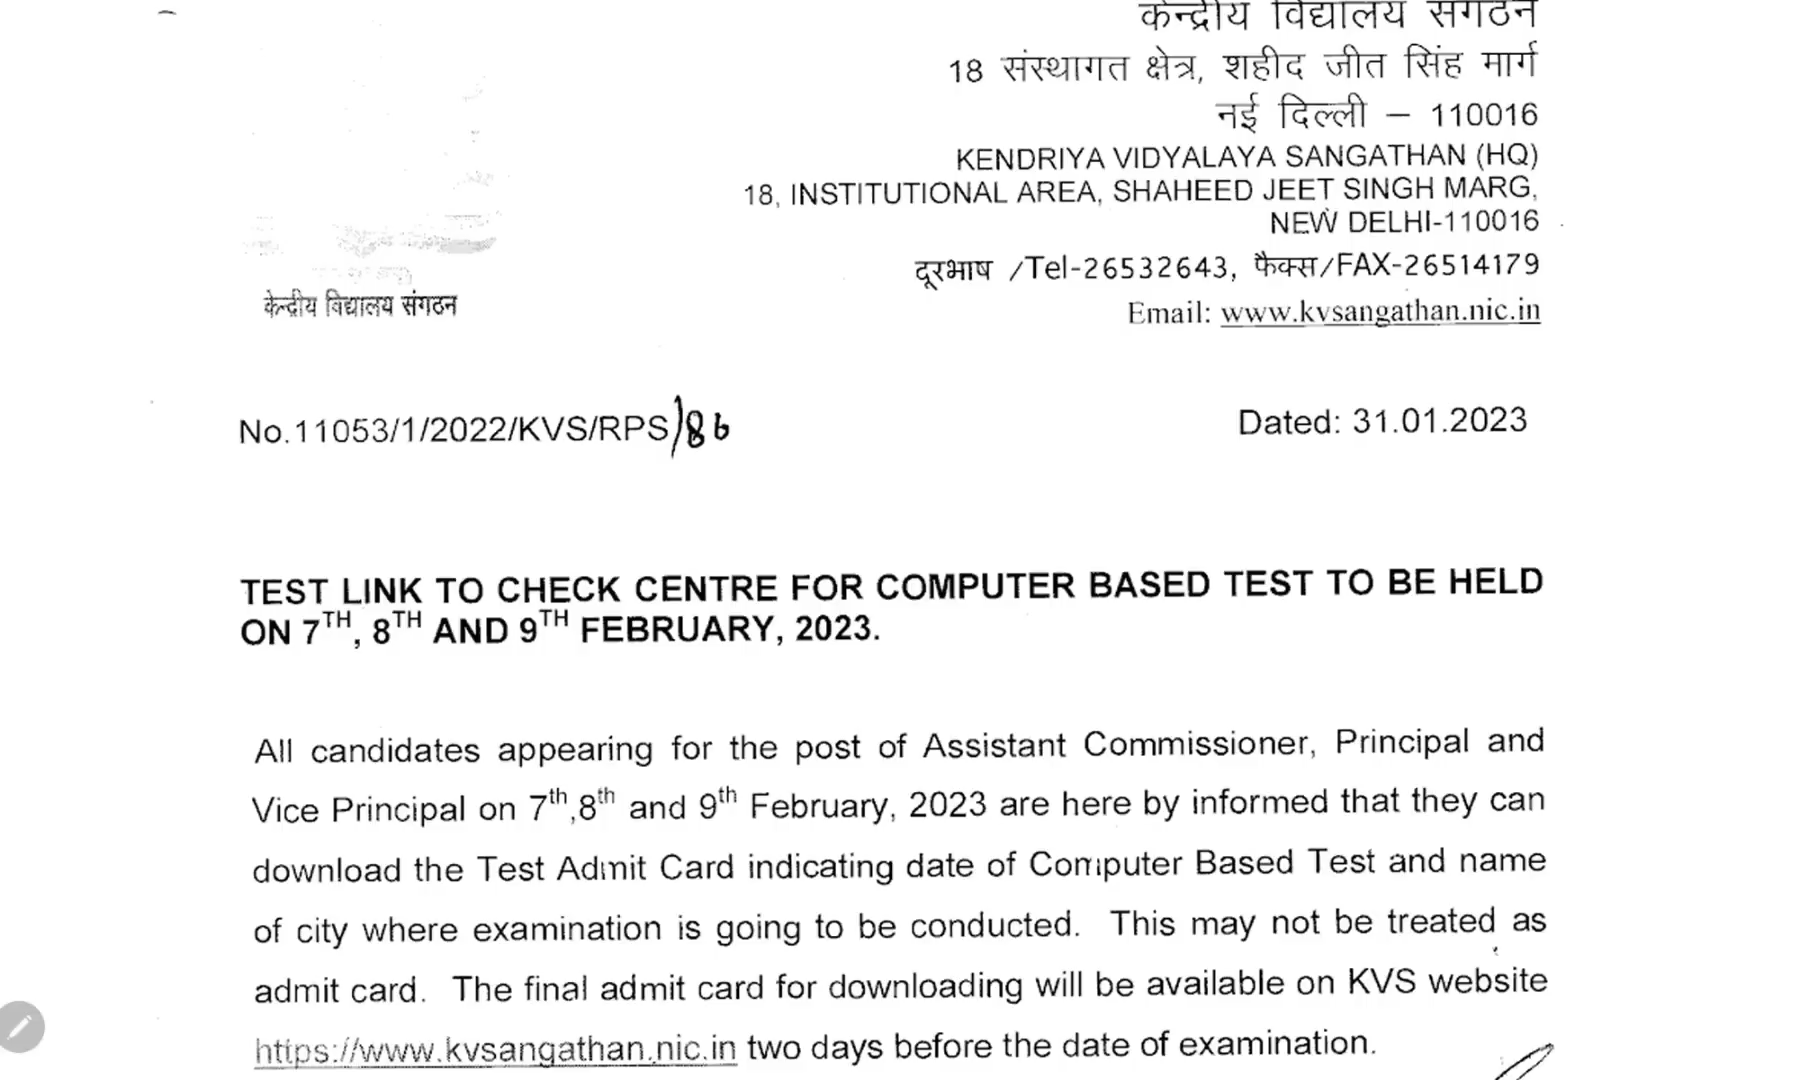 केन्द्रीय विद्यालय संगठन
18 संस्थागत क्षेत्र, शहीद जीत सिंह मार्ग
नई दिल्ली – 110016
KENDRIYA VIDYALAYA SANGATHAN (HQ)
18, INSTITUTIONAL AREA, SHAHEED JEET SINGH MARG,
NEW DELHI-110016
दूरभाष /Tel-26532643, फैक्स/FAX-26514179
Email: www.kvsangathan.nic.in
केन्द्रीय विद्यालय संगठन
No.11053/1/2022/KVS/RPS/86
Dated: 31.01.2023
TEST LINK TO CHECK CENTRE FOR COMPUTER BASED TEST TO BE HELD
ON 7TH, 8TH AND 9TH FEBRUARY, 2023.
All candidates appearing for the post of Assistant Commissioner, Principal and
Vice Principal on 7th,8th and 9th February, 2023 are here by informed that they can
download the Test Admit Card indicating date of Computer Based Test and name
of city where examination is going to be conducted. This may not be treated as
admit card. The final admit card for downloading will be available on KVS website
https://www.kvsangathan.nic.in two days before the date of examination.